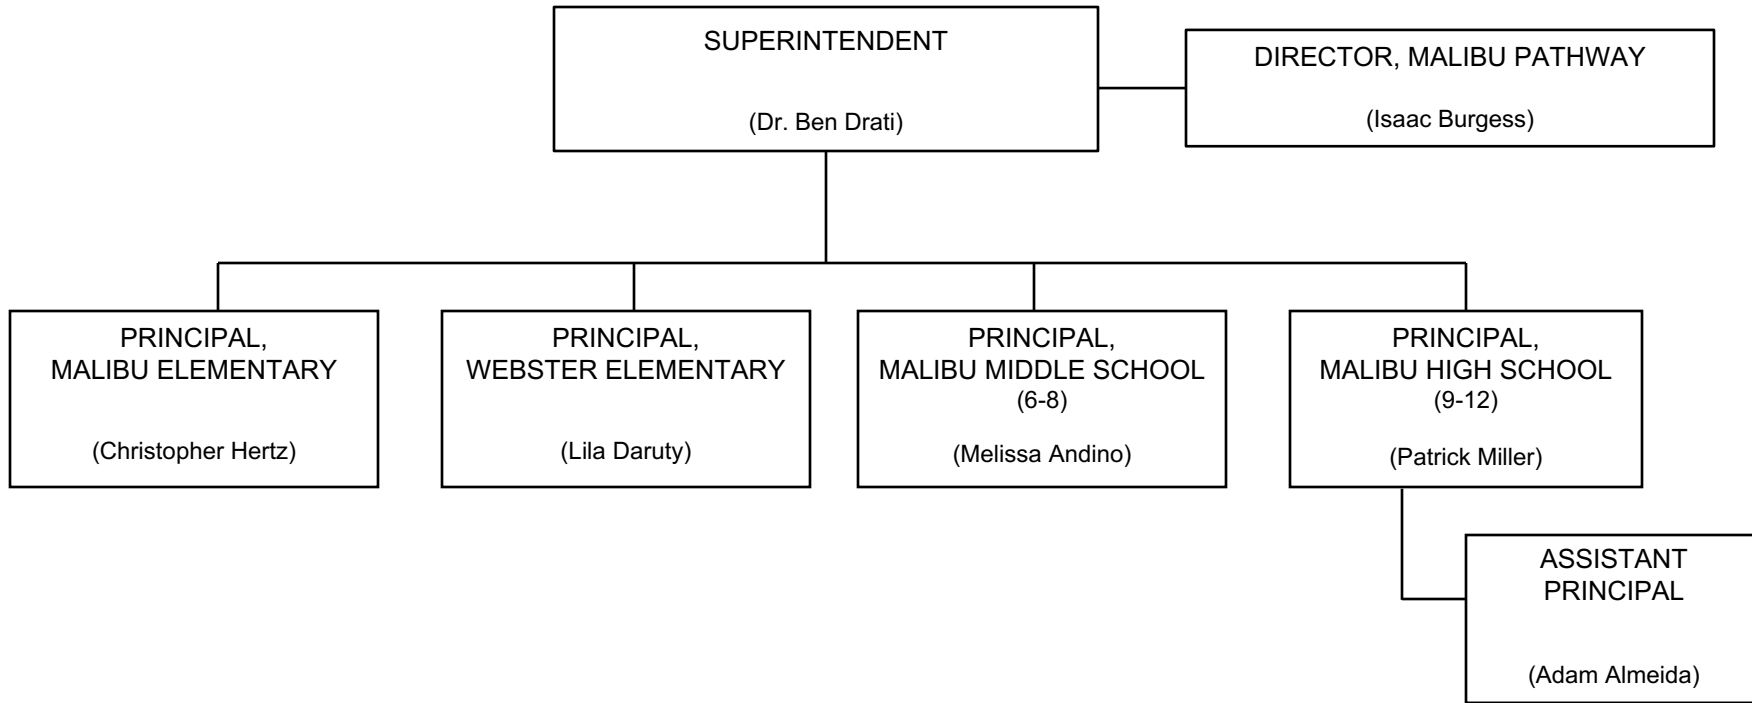 SUPERINTENDENT
(Dr. Ben Drati)
DIRECTOR, MALIBU PATHWAY
(Isaac Burgess)
PRINCIPAL,
MALIBU ELEMENTARY
(Christopher Hertz)
PRINCIPAL,
WEBSTER ELEMENTARY
(Lila Daruty)
PRINCIPAL,
MALIBU MIDDLE SCHOOL
(6-8)
(Melissa Andino)
PRINCIPAL,
MALIBU HIGH SCHOOL
(9-12)
(Patrick Miller)
ASSISTANT
PRINCIPAL
(Adam Almeida)